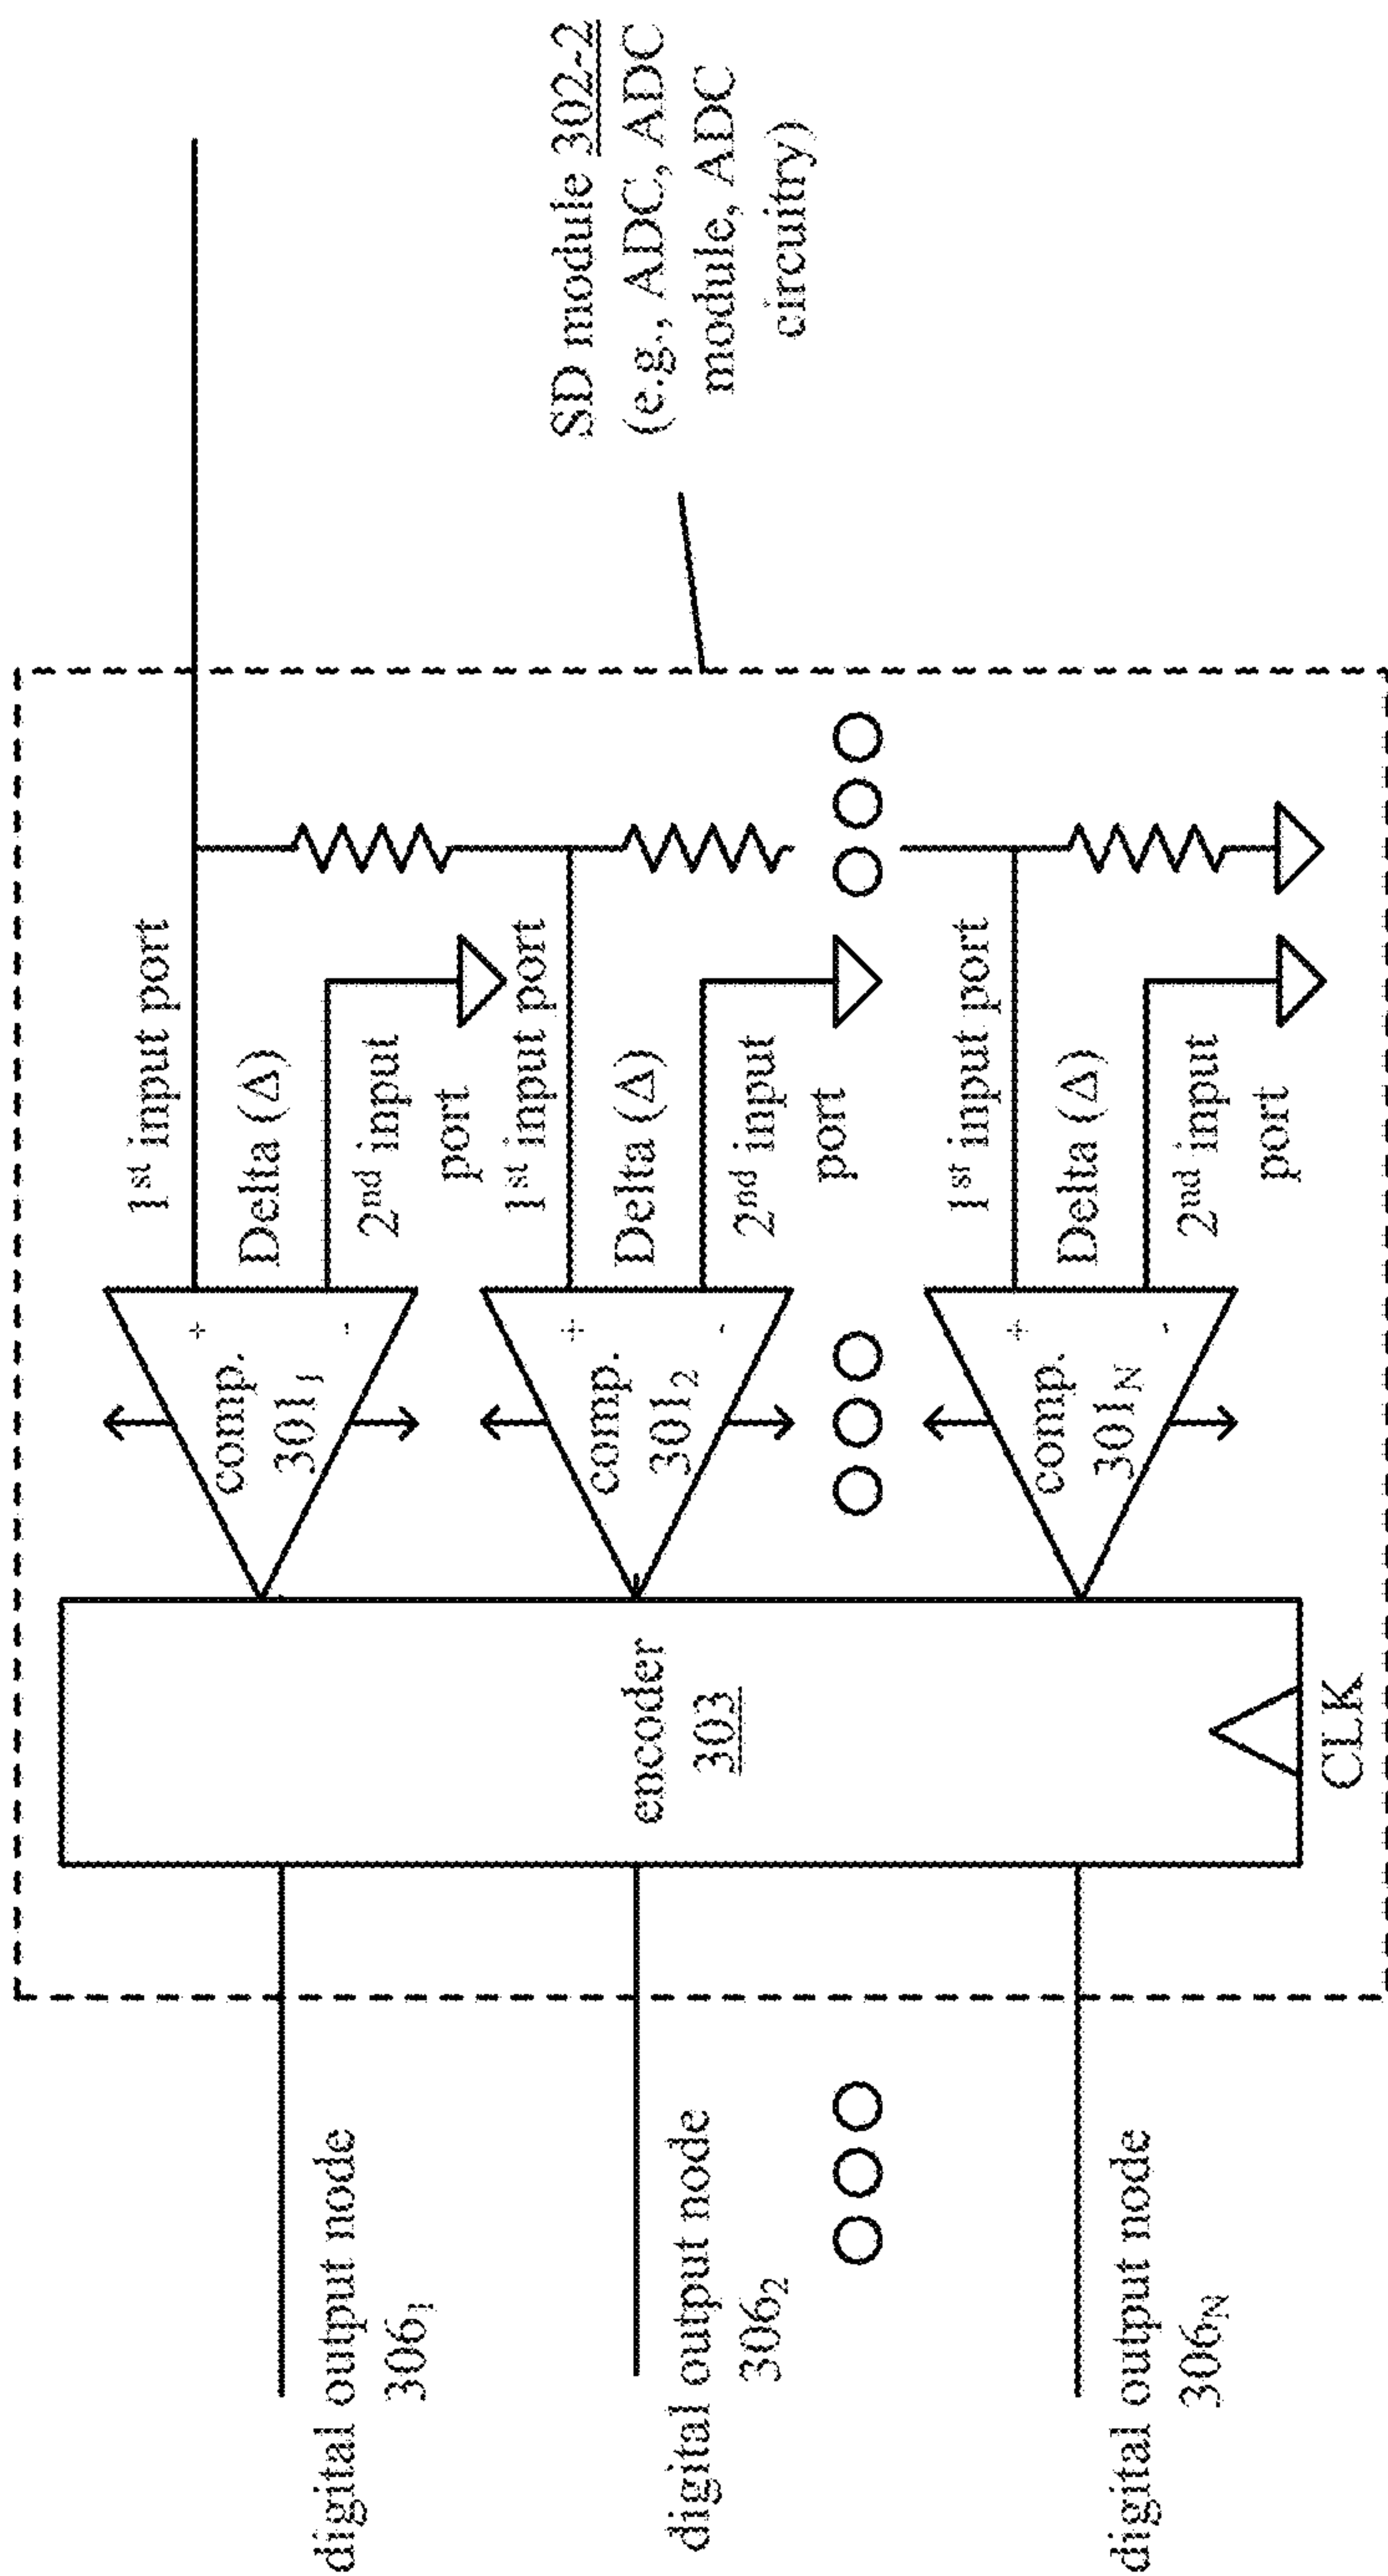 digital output node
306₁
digital output node
306₂
digital output node
306N
encoder
303
CLK
comp.
301₁
+
-
comp.
301₂
+
-
comp.
301N
+
-
1st input port
Delta (Δ)
2nd input
port
1st input port
Delta (Δ)
2nd input
port
1st input port
Delta (Δ)
2nd input
port
SD module 302-2
(e.g., ADC, ADC
module, ADC
circuitry)